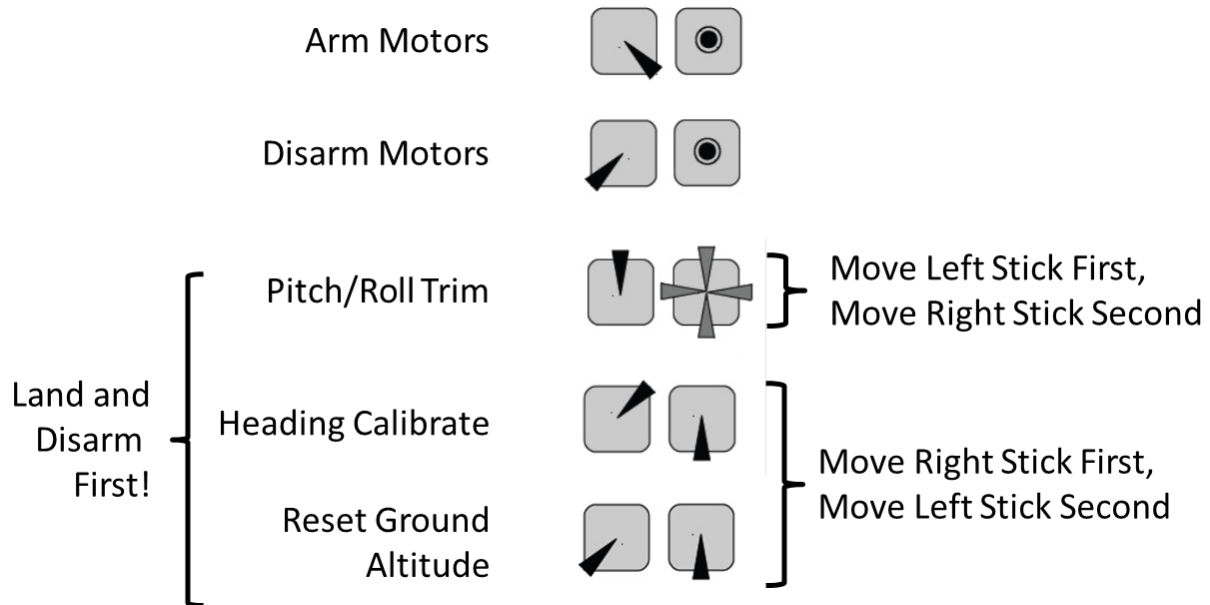 Arm Motors
Disarm Motors
Pitch/Roll Trim
Move Left Stick First,
Move Right Stick Second
Land and
Disarm
First!
Heading Calibrate
Move Right Stick First,
Move Left Stick Second
Reset Ground
Altitude